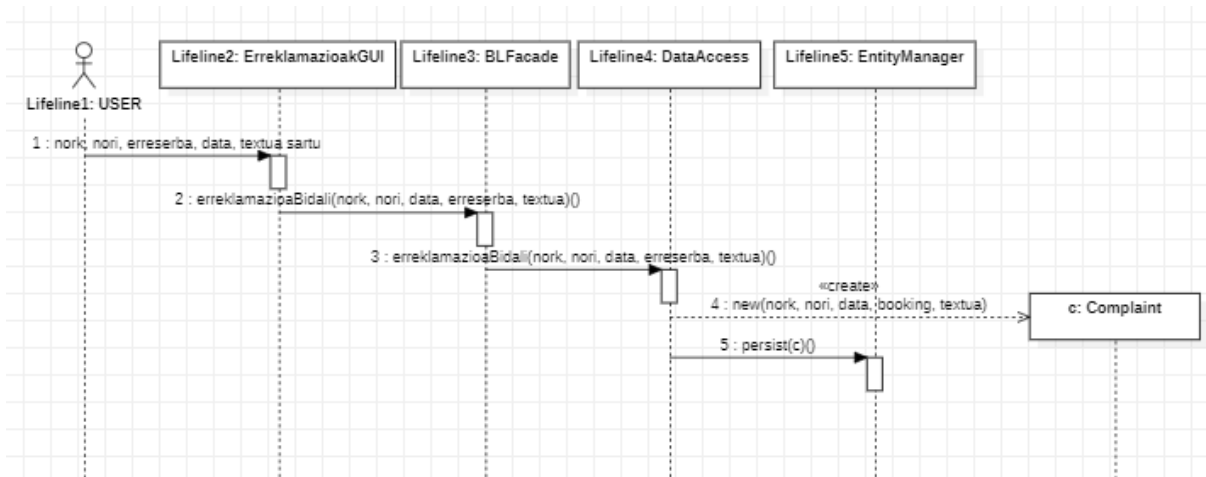 Lifeline1: USER
Lifeline2: ErreklamazioakGUI
Lifeline3: BLFacade
Lifeline4: DataAccess
Lifeline5: EntityManager
1 : nork, nori, erreserba, data, textua sartu
2 : erreklamazioaBidali(nork, nori, data, erreserba, textua)()
3 : erreklamazioaBidali(nork, nori, data, erreserba, textua)()
«create»
4 : new(nork, nori, data, booking, textua)
c: Complaint
5 : persist(c)()